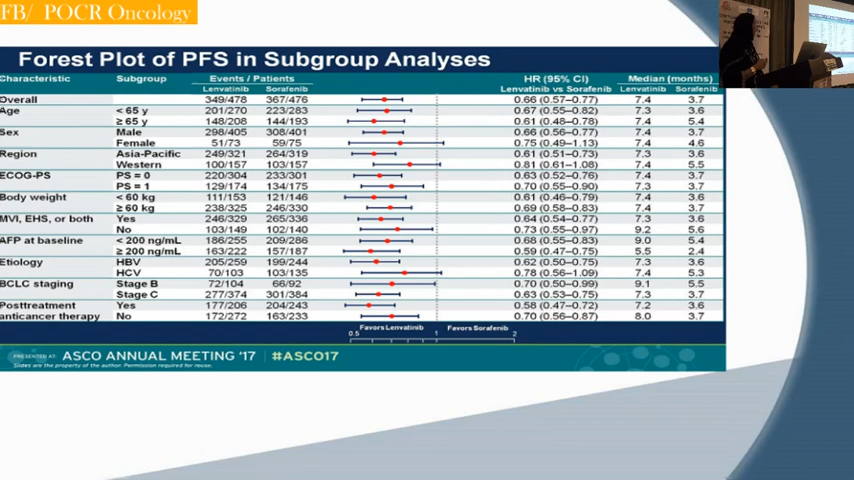 FB/ POCR Oncology
Forest Plot of PFS in Subgroup Analyses
Characteristic Subgroup Events / Patients HR (95% CI) Median (months)
Lenvatinib Sorafenib Lenvatinib vs Sorafenib Lenvatinib Sorafenib
Overall 349/478 367/476 0.66 (0.57–0.77) 7.4 3.7
Age < 65 y 201/270 223/283 0.67 (0.55–0.82) 7.3 3.6
≥ 65 y 148/208 144/193 0.61 (0.48–0.78) 7.4 5.4
Sex Male 298/405 308/401 0.66 (0.56–0.77) 7.4 3.7
Female 51/73 59/75 0.75 (0.49–1.13) 7.4 4.6
Region Asia-Pacific 249/321 264/319 0.61 (0.51–0.73) 7.3 3.6
Western 100/157 103/157 0.81 (0.61–1.08) 7.4 5.5
ECOG-PS PS = 0 220/304 233/301 0.63 (0.52–0.76) 7.4 3.7
PS = 1 129/174 134/175 0.70 (0.55–0.90) 7.3 3.7
Body weight < 60 kg 111/153 121/146 0.61 (0.46–0.79) 7.4 3.6
≥ 60 kg 238/325 246/330 0.69 (0.58–0.83) 7.4 3.7
MVI, EHS, or both Yes 246/329 265/336 0.64 (0.54–0.77) 7.3 3.6
No 103/149 102/140 0.73 (0.55–0.97) 9.2 5.6
AFP at baseline < 200 ng/mL 186/255 209/286 0.68 (0.55–0.83) 9.0 5.4
≥ 200 ng/mL 163/222 157/187 0.59 (0.47–0.75) 5.5 2.4
Etiology HBV 205/259 199/244 0.62 (0.50–0.75) 7.3 3.6
HCV 70/103 103/135 0.78 (0.56–1.09) 7.4 5.3
BCLC staging Stage B 72/104 66/92 0.70 (0.50–0.99) 9.1 5.5
Stage C 277/374 301/384 0.63 (0.53–0.75) 7.3 3.7
Posttreatment Yes 177/206 204/243 0.58 (0.47–0.72) 7.2 3.6
anticancer therapy No 172/272 163/233 0.70 (0.56–0.87) 8.0 3.7
Favors Lenvatinib Favors Sorafenib
0.5 1 2
PRESENTED AT: ASCO ANNUAL MEETING '17 #ASCO17
Slides are the property of the author. Permission required for reuse.